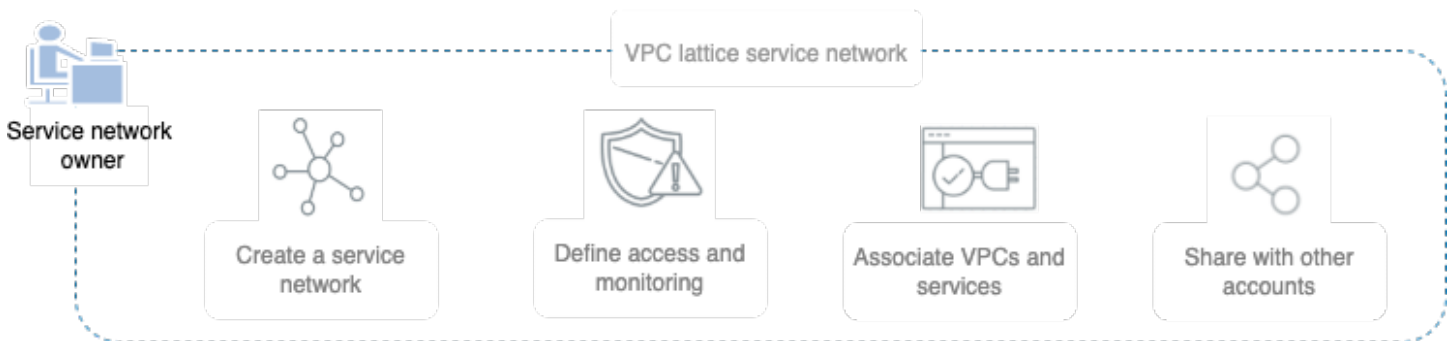 VPC lattice service network
Service network
owner
Create a service
network
Define access and
monitoring
Associate VPCs and
services
Share with other
accounts